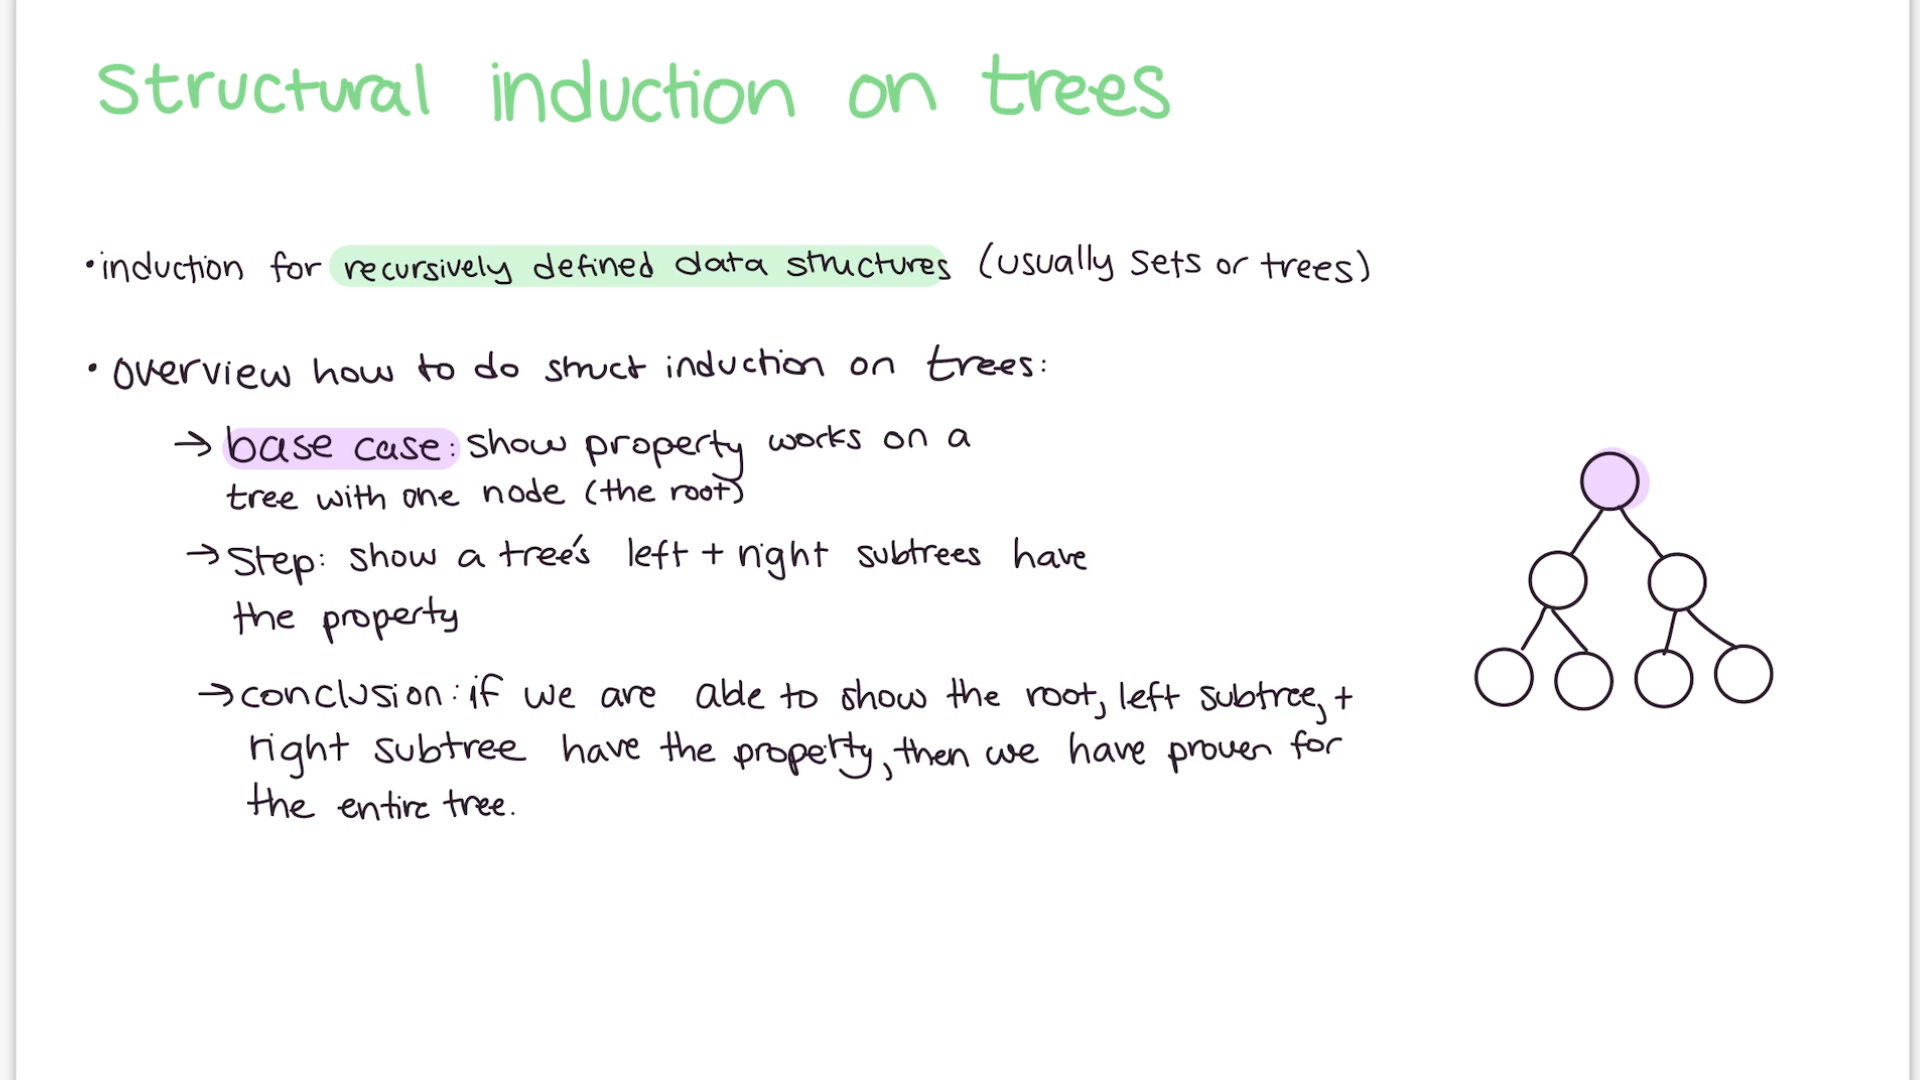 Structural induction on trees
•induction for recursively defined data structures (usually sets or trees)
• overview how to do struct induction on trees:
→ base case: show property works on a
tree with one node (the root)
→ Step: show a tree's left + right subtrees have
the property
→ conclusion: if we are able to show the root, left subtree, +
right subtree have the property, then we have proven for
the entire tree.